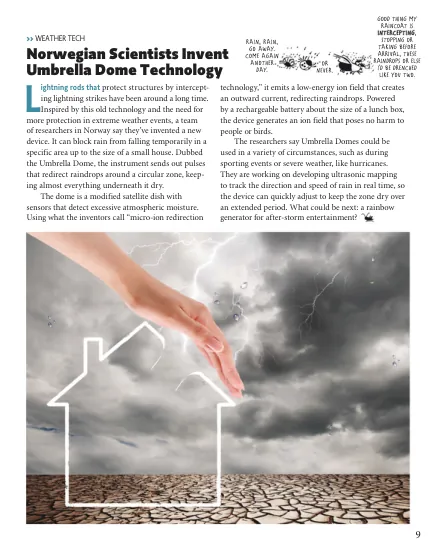 ›› WEATHER TECH
Norwegian Scientists Invent
Umbrella Dome Technology
RAIN, RAIN,
GO AWAY.
COME AGAIN
ANOTHER
DAY.
OR
NEVER.
GOOD THING MY
RAINCOAT IS
INTERCEPTING,
STOPPING OR
TAKING BEFORE
ARRIVAL, THESE
RAINDROPS OR ELSE
I'D BE DRENCHED
LIKE YOU TWO.
Lightning rods that protect structures by intercept-
ing lightning strikes have been around a long time.
Inspired by this old technology and the need for
more protection in extreme weather events, a team
of researchers in Norway say they've invented a new
device. It can block rain from falling temporarily in a
specific area up to the size of a small house. Dubbed
the Umbrella Dome, the instrument sends out pulses
that redirect raindrops around a circular zone, keep-
ing almost everything underneath it dry.
The dome is a modified satellite dish with
sensors that detect excessive atmospheric moisture.
Using what the inventors call “micro-ion redirection
technology,” it emits a low-energy ion field that creates
an outward current, redirecting raindrops. Powered
by a rechargeable battery about the size of a lunch box,
the device generates an ion field that poses no harm to
people or birds.
The researchers say Umbrella Domes could be
used in a variety of circumstances, such as during
sporting events or severe weather, like hurricanes.
They are working on developing ultrasonic mapping
to track the direction and speed of rain in real time, so
the device can quickly adjust to keep the zone dry over
an extended period. What could be next: a rainbow
generator for after-storm entertainment?
9